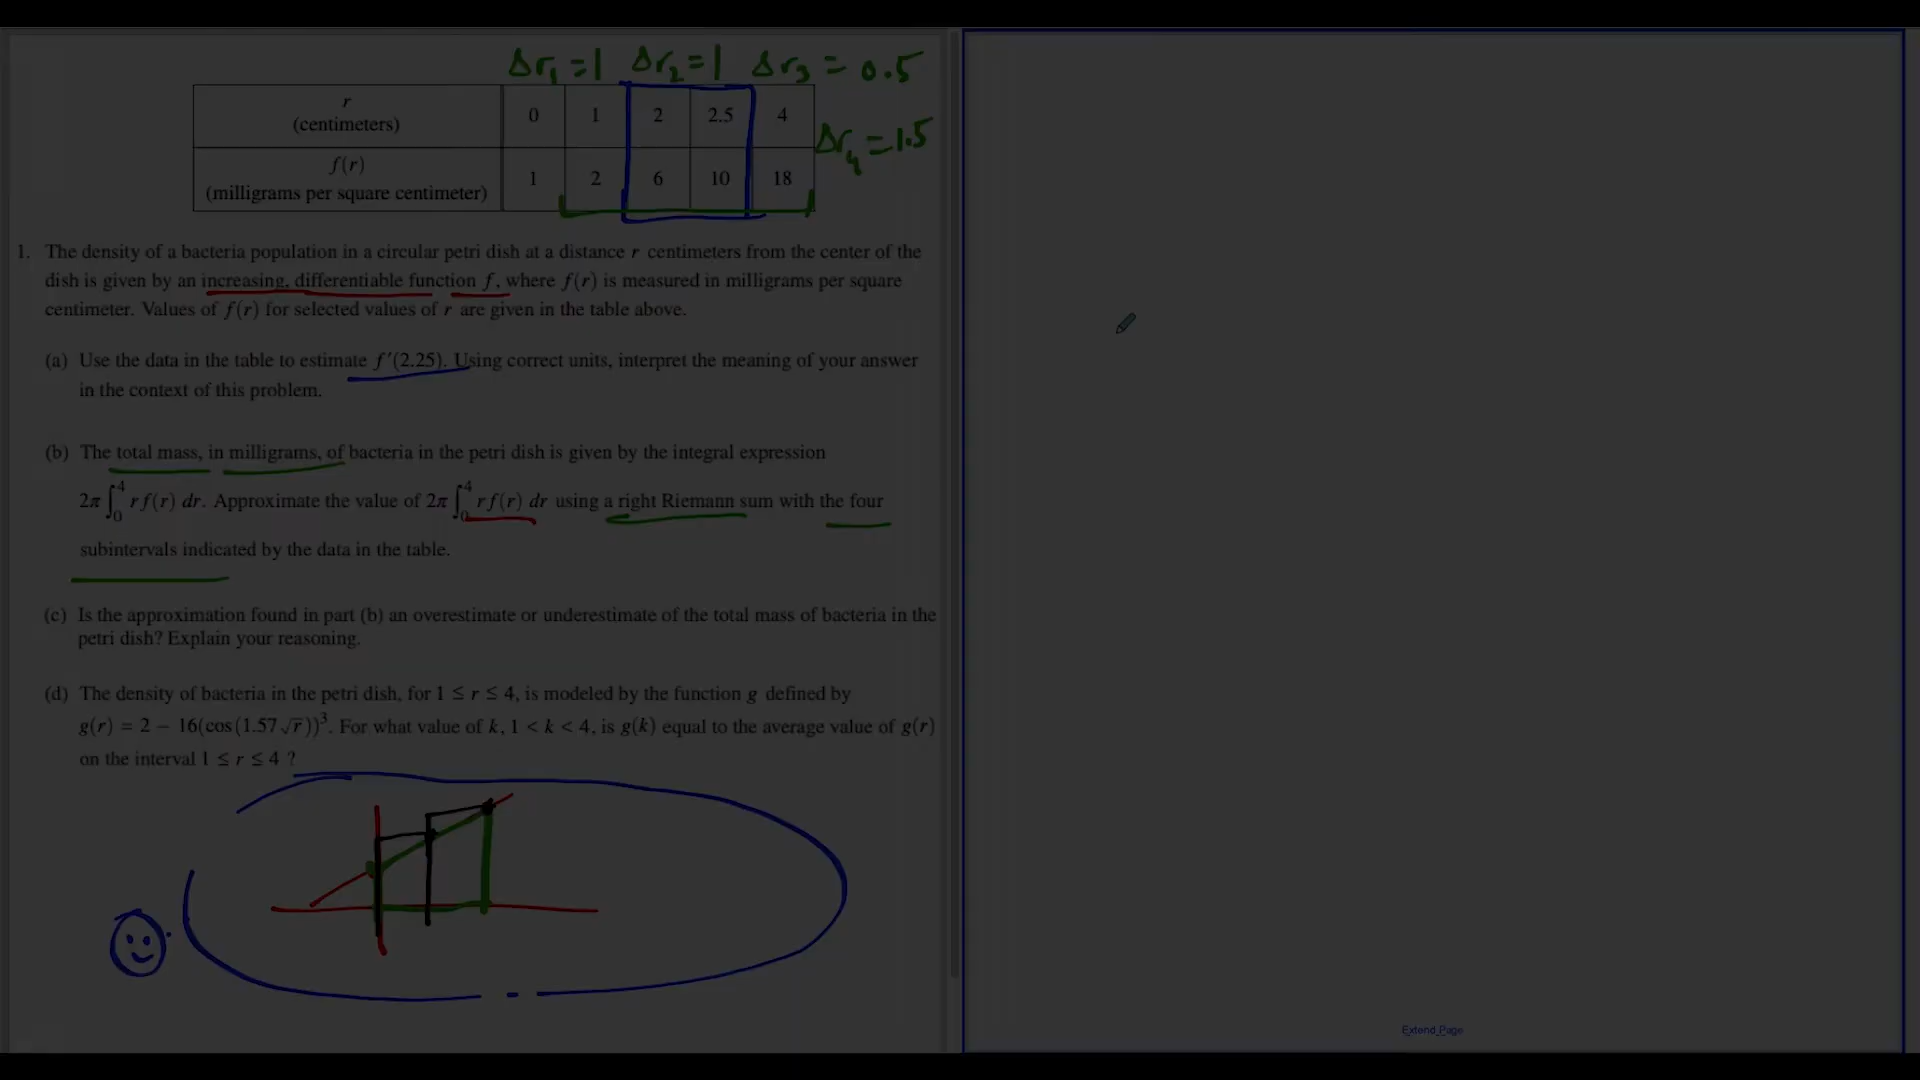 Δr₁ = 1 Δr₂ = 1 Δr₃ = 0.5
r
(centimeters) 0 1 2 2.5 4
Δr₄ = 1.5
f(r)
(milligrams per square centimeter) 1 2 6 10 18
1. The density of a bacteria population in a circular petri dish at a distance r centimeters from the center of the
dish is given by an increasing, differentiable function f, where f(r) is measured in milligrams per square
centimeter. Values of f(r) for selected values of r are given in the table above.
(a) Use the data in the table to estimate f′(2.25). Using correct units, interpret the meaning of your answer
in the context of this problem.
(b) The total mass, in milligrams, of bacteria in the petri dish is given by the integral expression
2π ∫₀⁴ r f(r) dr. Approximate the value of 2π ∫₀⁴ r f(r) dr using a right Riemann sum with the four
subintervals indicated by the data in the table.
(c) Is the approximation found in part (b) an overestimate or underestimate of the total mass of bacteria in the
petri dish? Explain your reasoning.
(d) The density of bacteria in the petri dish, for 1 ≤ r ≤ 4, is modeled by the function g defined by
g(r) = 2 − 16(cos(1.57√r))³. For what value of k, 1 < k < 4, is g(k) equal to the average value of g(r)
on the interval 1 ≤ r ≤ 4 ?
Extend_Page